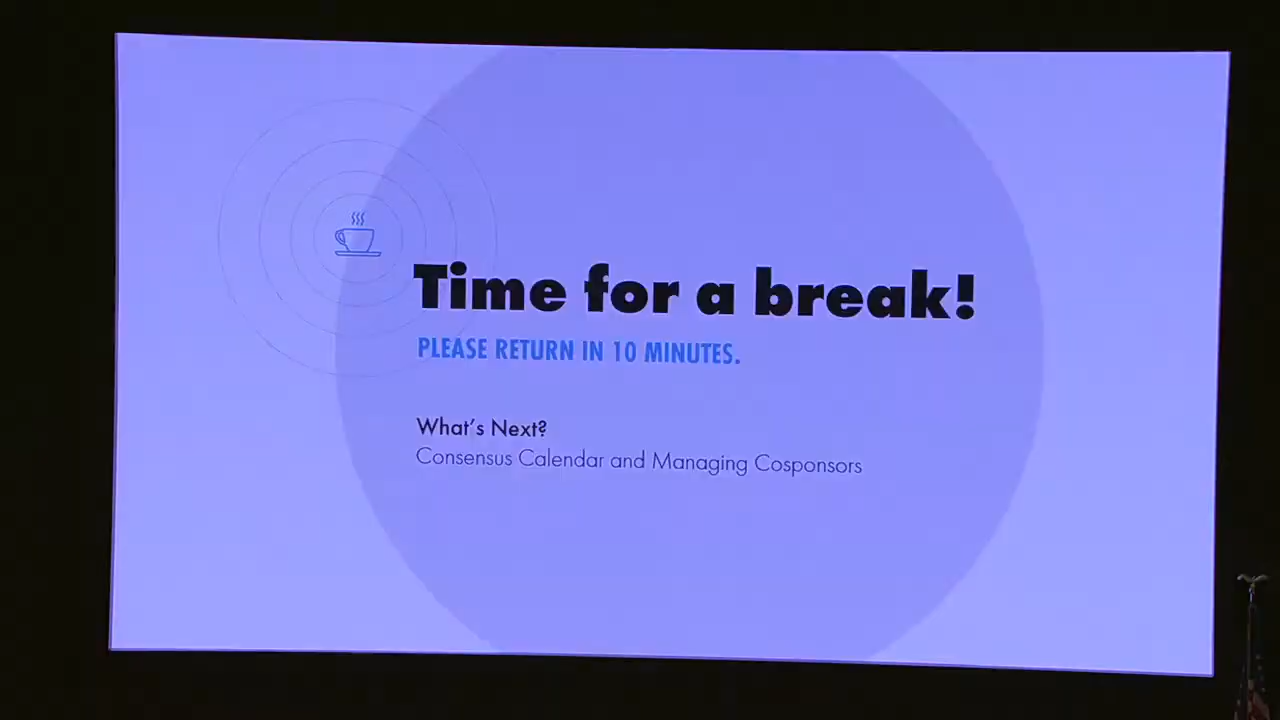 Time for a break!
PLEASE RETURN IN 10 MINUTES.
What's Next?
Consensus Calendar and Managing Cosponsors